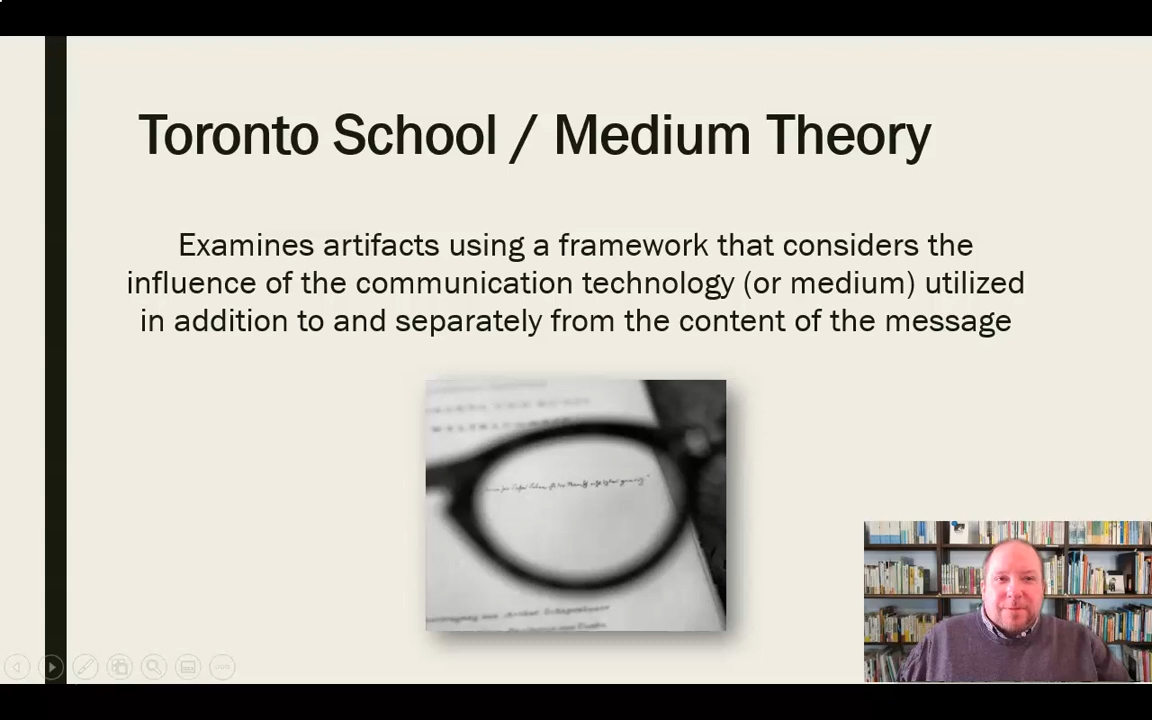 Toronto School / Medium Theory
Examines artifacts using a framework that considers the
influence of the communication technology (or medium) utilized
in addition to and separately from the content of the message